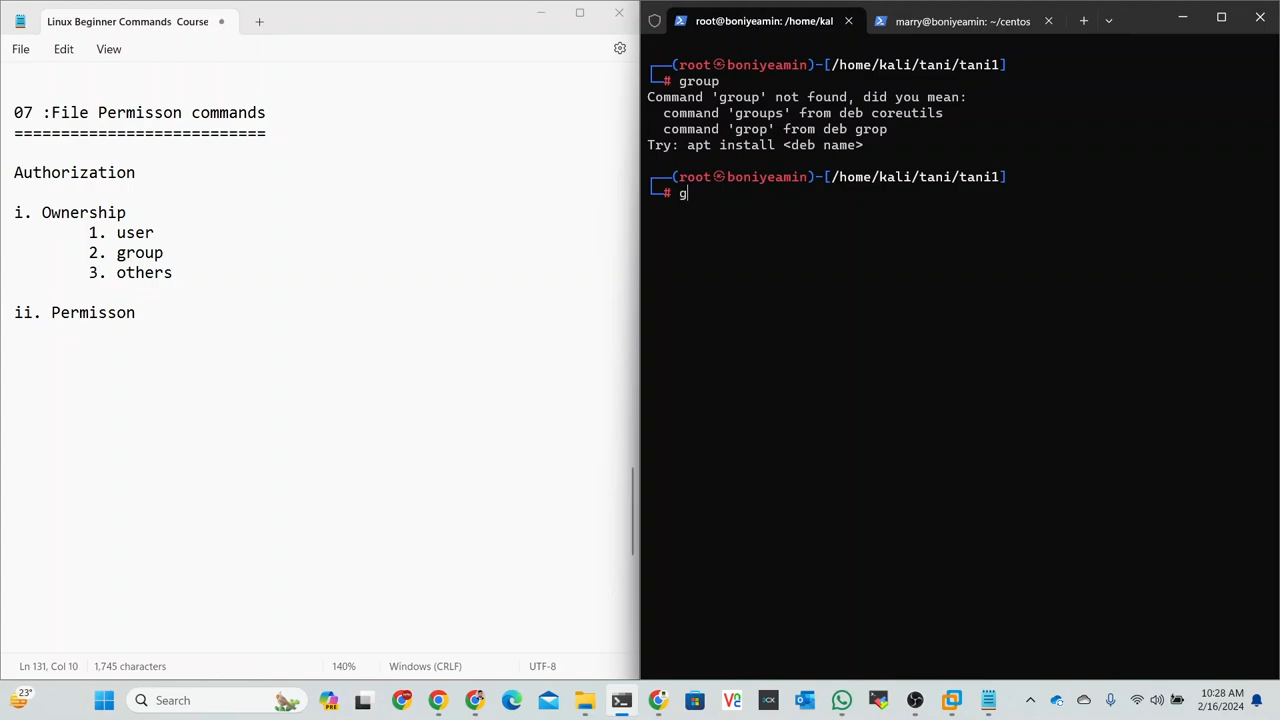 Linux Beginner Commands Course
File Edit View
07 :File Permisson commands
===========================
Authorization
i. Ownership
1. user
2. group
3. others
ii. Permisson
Ln 131, Col 10
1,745 characters
140%
Windows (CRLF)
UTF-8
root@boniyeamin: /home/kal
marry@boniyeamin: ~/centos
┌──(root㉿boniyeamin)-[/home/kali/tani/tani1]
└─# group
Command 'group' not found, did you mean:
command 'groups' from deb coreutils
command 'grop' from deb grop
Try: apt install <deb name>
┌──(root㉿boniyeamin)-[/home/kali/tani/tani1]
└─# g
23°
Search
10:28 AM
2/16/2024